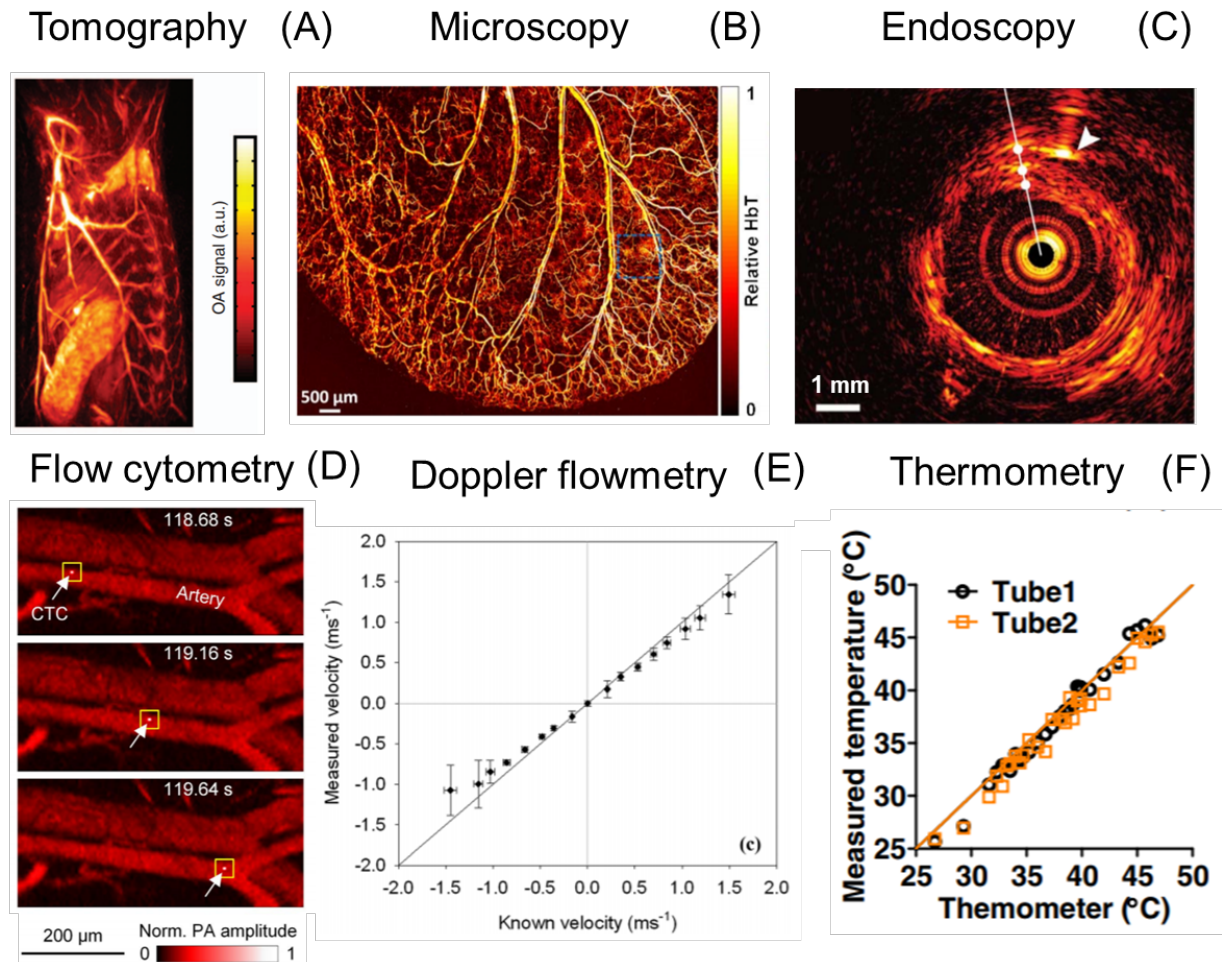 Tomography (A)
Microscopy (B)
Endoscopy (C)
OA signal (a.u.)
500 µm
1
Relative HbT
0
1 mm
Flow cytometry (D)
118.68 s
CTC
Artery
119.16 s
119.64 s
200 µm
Norm. PA amplitude
0 1
Doppler flowmetry (E)
Measured velocity (ms-1)
2.0
1.5
1.0
0.5
0.0
-0.5
-1.0
-1.5
-2.0
(c)
-2.0 -1.5 -1.0 -0.5 0.0 0.5 1.0 1.5 2.0
Known velocity (ms-1)
Thermometry (F)
Measured temperature (°C)
50
45
40
35
30
25
Tube1
Tube2
25 30 35 40 45 50
Themometer (°C)